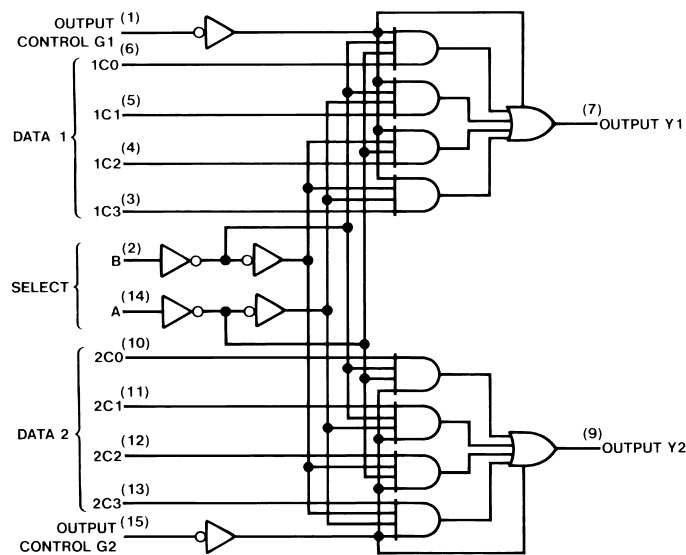 OUTPUT (1)
CONTROL G1
(6)
1C0
(5)
1C1
DATA 1
(4)
1C2
(3)
1C3
(7)
OUTPUT Y1
(2)
B
SELECT
(14)
A
(10)
2C0
(11)
2C1
DATA 2
(12)
2C2
(13)
2C3
(9)
OUTPUT Y2
OUTPUT (15)
CONTROL G2